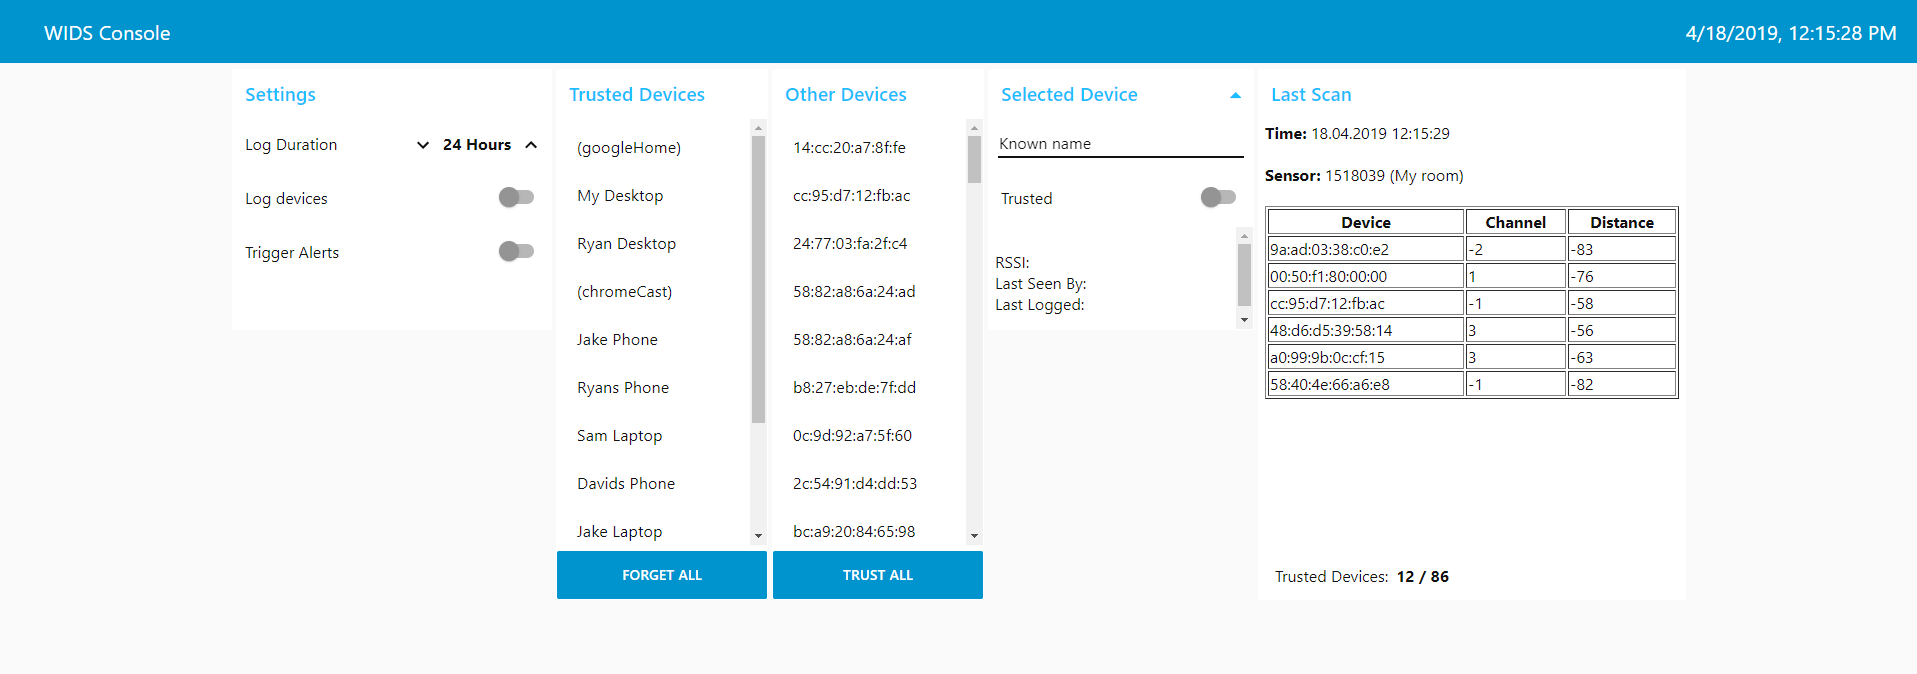 WIDS Console
4/18/2019, 12:15:28 PM
Settings
Log Duration
24 Hours
Log devices
Trigger Alerts
Trusted Devices
(googleHome)
My Desktop
Ryan Desktop
(chromeCast)
Jake Phone
Ryans Phone
Sam Laptop
Davids Phone
Jake Laptop
FORGET ALL
Other Devices
14:cc:20:a7:8f:fe
cc:95:d7:12:fb:ac
24:77:03:fa:2f:c4
58:82:a8:6a:24:ad
58:82:a8:6a:24:af
b8:27:eb:de:7f:dd
0c:9d:92:a7:5f:60
2c:54:91:d4:dd:53
bc:a9:20:84:65:98
TRUST ALL
Selected Device
Known name
Trusted
RSSI:
Last Seen By:
Last Logged:
Last Scan
Time: 18.04.2019 12:15:29
Sensor: 1518039 (My room)
Device Channel Distance
9a:ad:03:38:c0:e2 -2 -83
00:50:f1:80:00:00 1 -76
cc:95:d7:12:fb:ac -1 -58
48:d6:d5:39:58:14 3 -56
a0:99:9b:0c:cf:15 3 -63
58:40:4e:66:a6:e8 -1 -82
Trusted Devices: 12 / 86